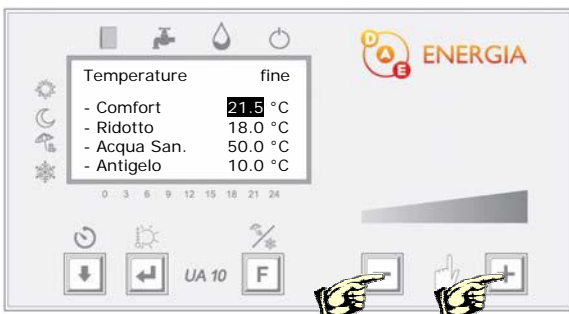 D A E ENERGIA
Temperature fine
- Comfort 21.5 °C
- Ridotto 18.0 °C
- Acqua San. 50.0 °C
- Antigelo 10.0 °C
0 3 6 9 12 15 18 21 24
UA 10 F - +